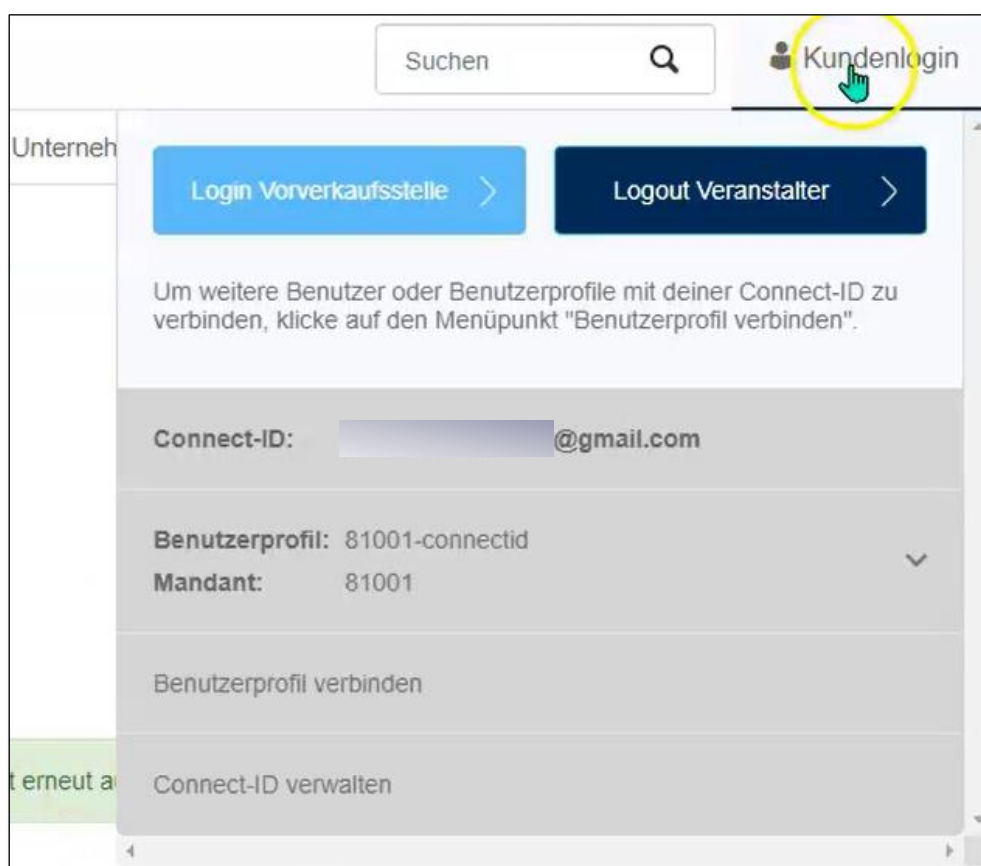 Suchen
Kundenlogin
Unterneh
Login Vorverkaufsstelle
Logout Veranstalter
Um weitere Benutzer oder Benutzerprofile mit deiner Connect-ID zu
verbinden, klicke auf den Menüpunkt "Benutzerprofil verbinden".
Connect-ID: @gmail.com
Benutzerprofil: 81001-connectid
Mandant: 81001
Benutzerprofil verbinden
t erneut a
Connect-ID verwalten